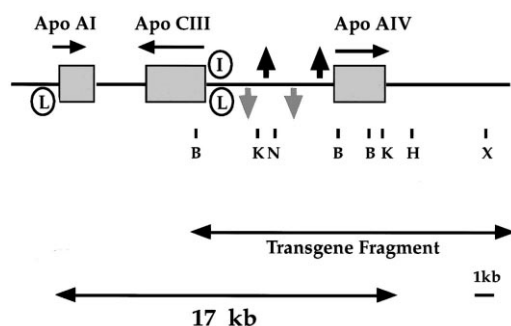 Apo AI Apo CIII Apo AIV
I
L L
B K N B B K H X
Transgene Fragment
1kb
17 kb